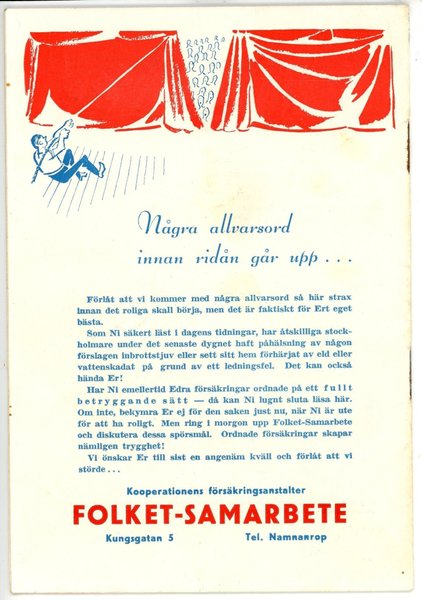 Några allvarsord
innan ridån går upp . . .
Förlåt att vi kommer med några allvarsord så här strax
innan det roliga skall börja, men det är faktiskt för Ert eget
bästa.
Som Ni säkert läst i dagens tidningar, har åtskilliga stock-
holmare under det senaste dygnet haft påhälsning av någon
förslagen inbrottstjuv eller sett sitt hem förhärjat av eld eller
vattenskadat på grund av ett ledningsfel. Det kan också
hända Er!
Har Ni emellertid Edra försäkringar ordnade på ett fullt
betryggande sätt — då kan Ni lugnt sluta läsa här.
Om inte, bekymra Er ej för den saken just nu, när Ni är ute
för att ha roligt. Men ring i morgon upp Folket-Samarbete
och diskutera dessa spörsmål. Ordnade försäkringar skapar
nämligen trygghet!
Vi önskar Er till sist en angenäm kväll och förlåt att vi
störde . . .
Kooperationens försäkringsanstalter
FOLKET-SAMARBETE
Kungsgatan 5 Tel. Namnanrop